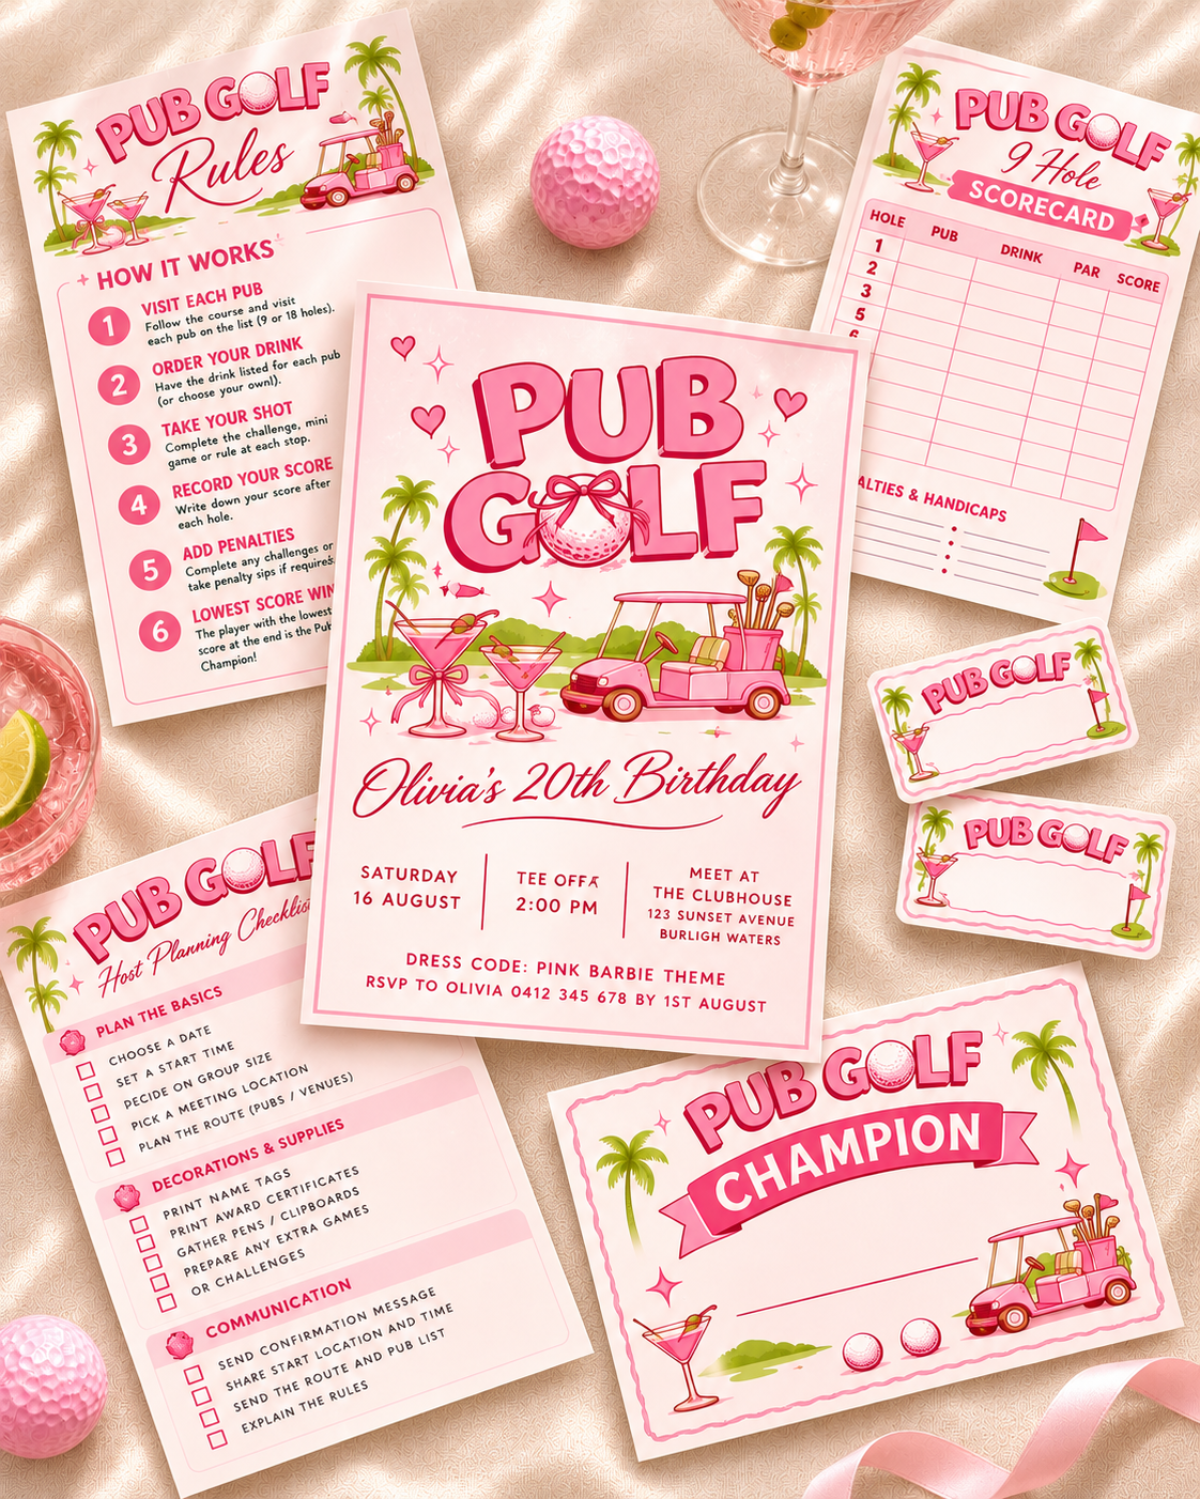 PUB GOLF
Rules
HOW IT WORKS
1
VISIT EACH PUB
Follow the course and visit
each pub on the list (9 or 18 holes).
2
ORDER YOUR DRINK
Have the drink listed for each pub
(or choose your own!).
3
TAKE YOUR SHOT
Complete the challenge, mini
game or rule at each stop.
4
RECORD YOUR SCORE
Write down your score after
each hole.
5
ADD PENALTIES
Complete any challenges or
take penalty sips if required
6
LOWEST SCORE WIN
The player with the lowest
score at the end is the Pub
Champion!
PUB GOLF
9 Hole
SCORECARD
HOLE PUB DRINK PAR SCORE
1
2
3
5
6
ALTIES & HANDICAPS
PUB
GOLF
Olivia's 20th Birthday
SATURDAY
16 AUGUST
TEE OFF
2:00 PM
MEET AT
THE CLUBHOUSE
123 SUNSET AVENUE
BURLIGH WATERS
DRESS CODE: PINK BARBIE THEME
RSVP TO OLIVIA 0412 345 678 BY 1ST AUGUST
PUB GOLF
PUB GOLF
PUB GOLF
Host Planning Checklist
PLAN THE BASICS
CHOOSE A DATE
SET A START TIME
DECIDE ON GROUP SIZE
PICK A MEETING LOCATION
PLAN THE ROUTE (PUBS / VENUES)
DECORATIONS & SUPPLIES
PRINT NAME TAGS
PRINT AWARD CERTIFICATES
GATHER PENS / CLIPBOARDS
PREPARE ANY EXTRA GAMES
OR CHALLENGES
COMMUNICATION
SEND CONFIRMATION MESSAGE
SHARE START LOCATION AND TIME
SEND THE ROUTE AND PUB LIST
EXPLAIN THE RULES
PUB GOLF
CHAMPION